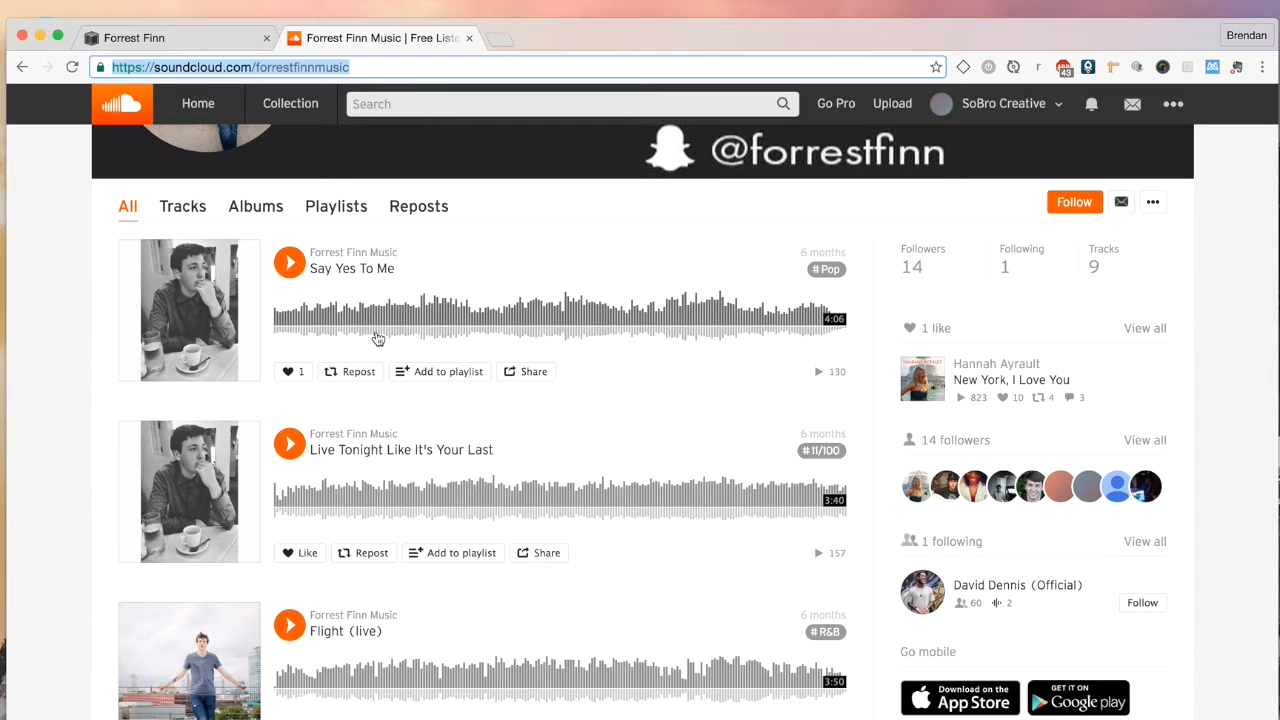 Forrest Finn
Forrest Finn Music | Free Liste
Brendan
https://soundcloud.com/forrestfinnmusic
43
Home
Collection
Search
Go Pro
Upload
SoBro Creative
@forrestfinn
All
Tracks
Albums
Playlists
Reposts
Follow
Forrest Finn Music
6 months
Say Yes To Me
# Pop
4:06
1
Repost
Add to playlist
Share
130
Forrest Finn Music
6 months
Live Tonight Like It's Your Last
# 11/100
3:40
Like
Repost
Add to playlist
Share
157
Forrest Finn Music
6 months
Flight (live)
# R&B
3:50
Followers
14
Following
1
Tracks
9
1 like
View all
HANNAH AYRAULT
Hannah Ayrault
New York, I Love You
823
10
4
3
14 followers
View all
1 following
View all
David Dennis (Official)
60
2
Follow
Go mobile
Download on the
App Store
GET IT ON
Google play